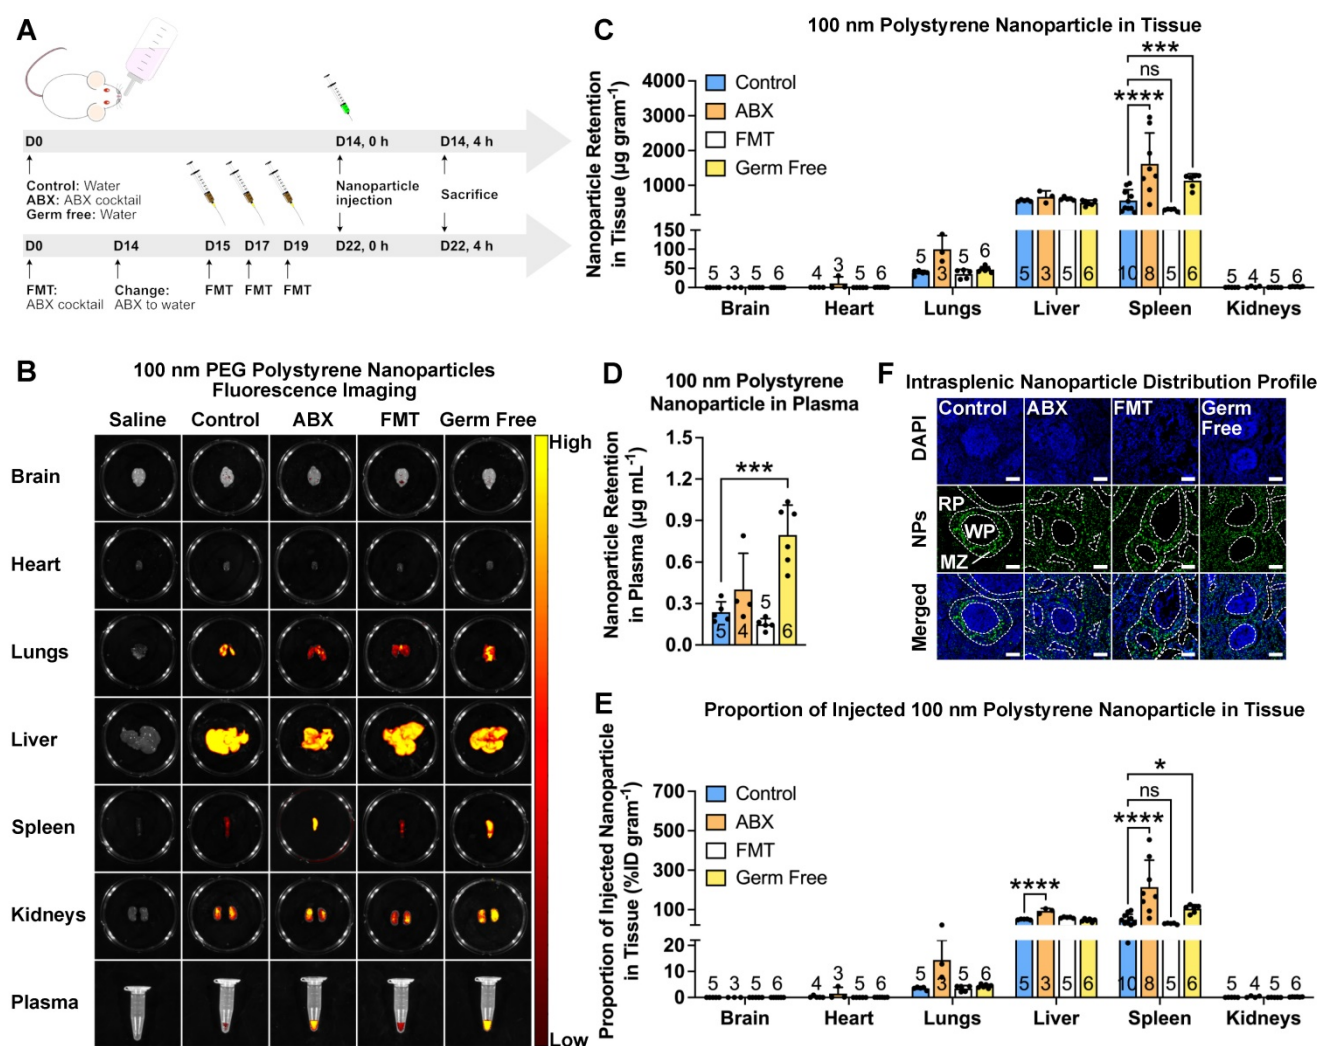 A
D0
D14, 0 h
D14, 4 h
Control: Water
ABX: ABX cocktail
Germ free: Water
Nanoparticle
injection
Sacrifice
D0
D14
D15
D17
D19
D22, 0 h
D22, 4 h
FMT:
ABX cocktail
Change:
ABX to water
FMT
FMT
FMT
B
100 nm PEG Polystyrene Nanoparticles
Fluorescence Imaging
Saline
Control
ABX
FMT
Germ Free
High
Brain
Heart
Lungs
Liver
Spleen
Kidneys
Plasma
Low
C
100 nm Polystyrene Nanoparticle in Tissue
Nanoparticle Retention
in Tissue (µg gram⁻¹)
4000
3000
2000
1000
150
100
50
0
Control
ABX
FMT
Germ Free
***
ns
****
5 3 5 6
4 3 5 6
5 3 5 6
5 3 5 6
10 8 5 6
5 4 5 6
Brain
Heart
Lungs
Liver
Spleen
Kidneys
D
100 nm Polystyrene
Nanoparticle in Plasma
Nanoparticle Retention
in Plasma (µg mL⁻¹)
1.5
1.2
0.9
0.6
0.3
0.0
***
5 4 5 6
F
Intrasplenic Nanoparticle Distribution Profile
Control
ABX
FMT
Germ
Free
DAPI
NPs
Merged
RP
WP
MZ
E
Proportion of Injected 100 nm Polystyrene Nanoparticle in Tissue
Proportion of Injected Nanoparticle
in Tissue (%ID gram⁻¹)
700
500
300
100
20
10
0
Control
ABX
FMT
Germ Free
****
*
ns
****
5 3 5 6
4 3 5 6
5 3 5 6
5 3 5 6
10 8 5 6
5 4 5 6
Brain
Heart
Lungs
Liver
Spleen
Kidneys